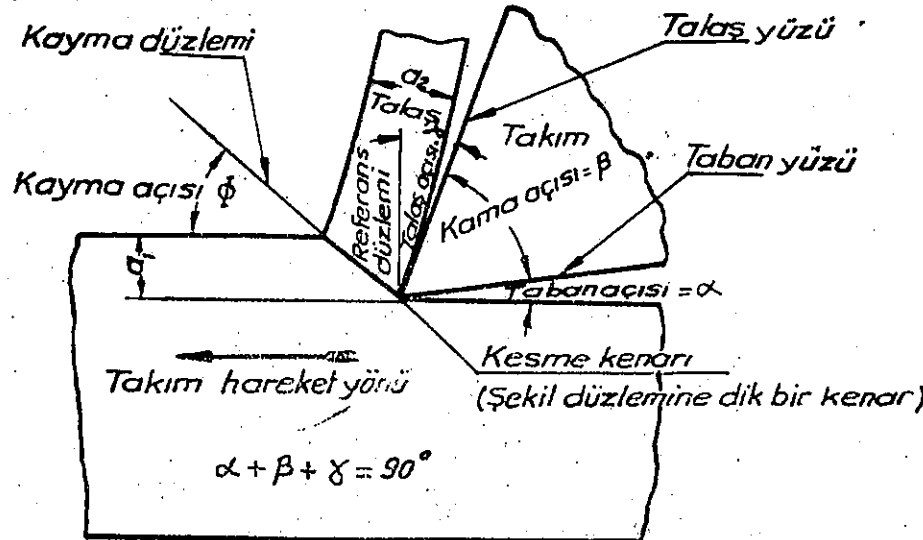 Kayma düzlemi
Talaş yüzü
a₂
Talaş
Takım
Taban yüzü
Kayma açısı ϕ
Referans
düzlemi
Talaş açısı γ
Kama açısı = β
a₁
Taban açısi = α
Takım hareket yönü
Kesme kenarı
(Şekil düzlemine dik bir kenar)
α + β + γ = 90°